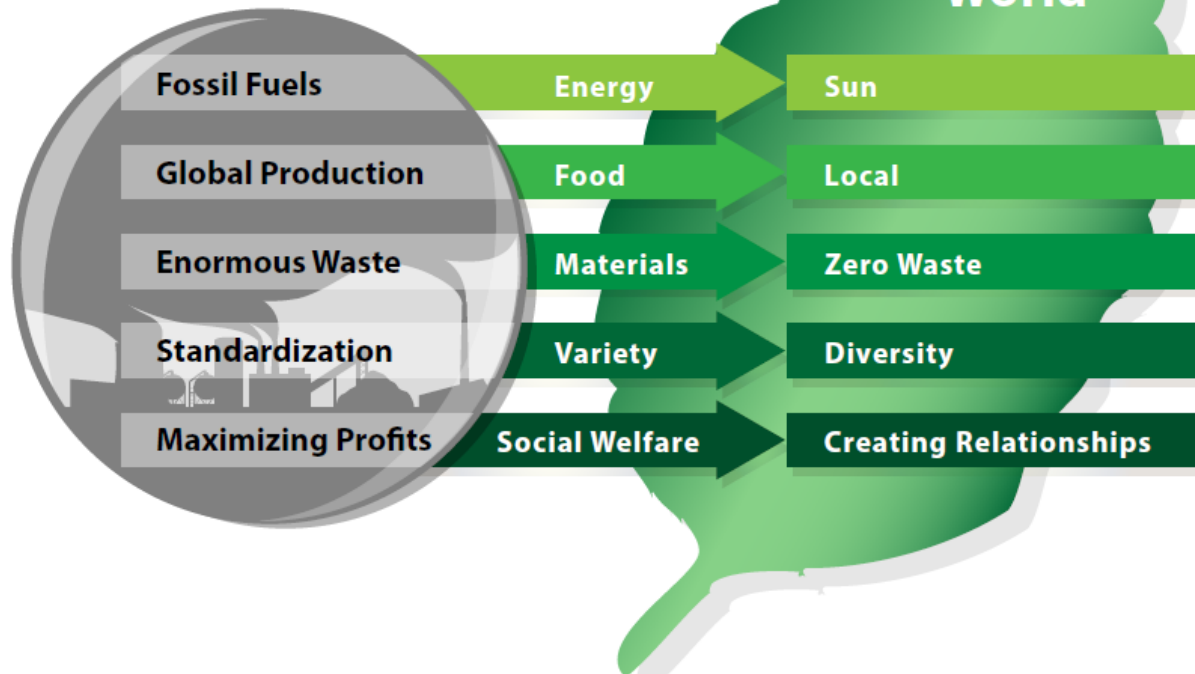 world
Fossil Fuels Energy Sun
Global Production Food Local
Enormous Waste Materials Zero Waste
Standardization Variety Diversity
Maximizing Profits Social Welfare Creating Relationships